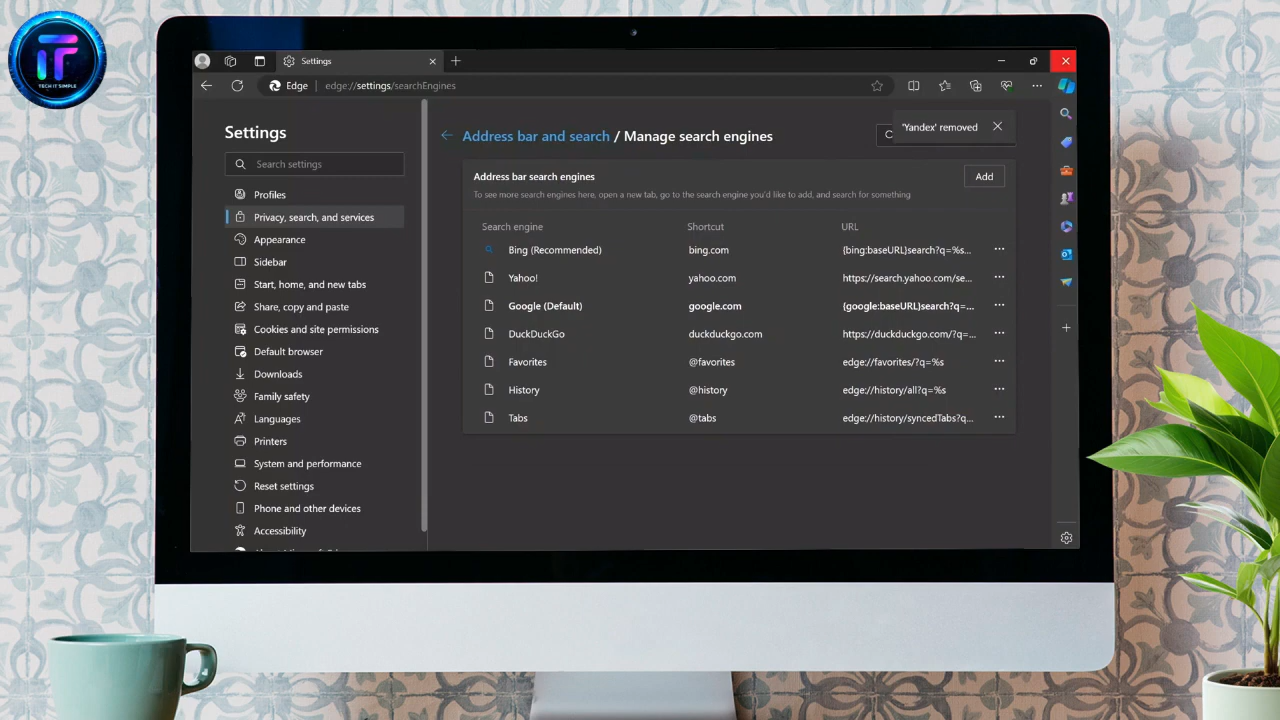 TECH IT SIMPLE
Settings
Edge
edge://settings/searchEngines
Settings
Search settings
Profiles
Privacy, search, and services
Appearance
Sidebar
Start, home, and new tabs
Share, copy and paste
Cookies and site permissions
Default browser
Downloads
Family safety
Languages
Printers
System and performance
Reset settings
Phone and other devices
Accessibility
Address bar and search / Manage search engines
'Yandex' removed
Address bar search engines
Add
To see more search engines here, open a new tab, go to the search engine you'd like to add, and search for something
Search engine Shortcut URL
Bing (Recommended) bing.com {bing:baseURL}search?q=%s...
Yahoo! yahoo.com https://search.yahoo.com/se...
Google (Default) google.com {google:baseURL}search?q=...
DuckDuckGo duckduckgo.com https://duckduckgo.com/?q=...
Favorites @favorites edge://favorites/?q=%s
History @history edge://history/all?q=%s
Tabs @tabs edge://history/syncedTabs?q...